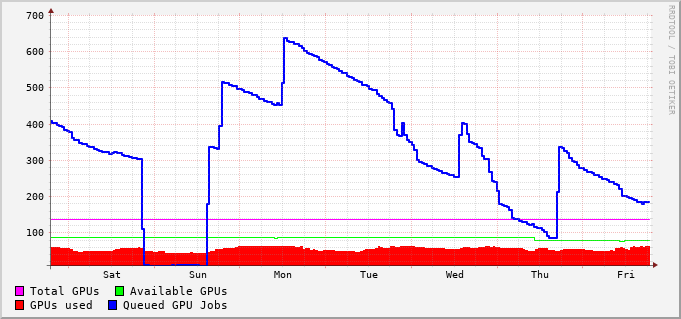 700
600
500
400
300
200
100
Sat Sun Mon Tue Wed Thu Fri
Total GPUs Available GPUs
GPUs used Queued GPU Jobs
RRDTOOL / TOBI OETIKER